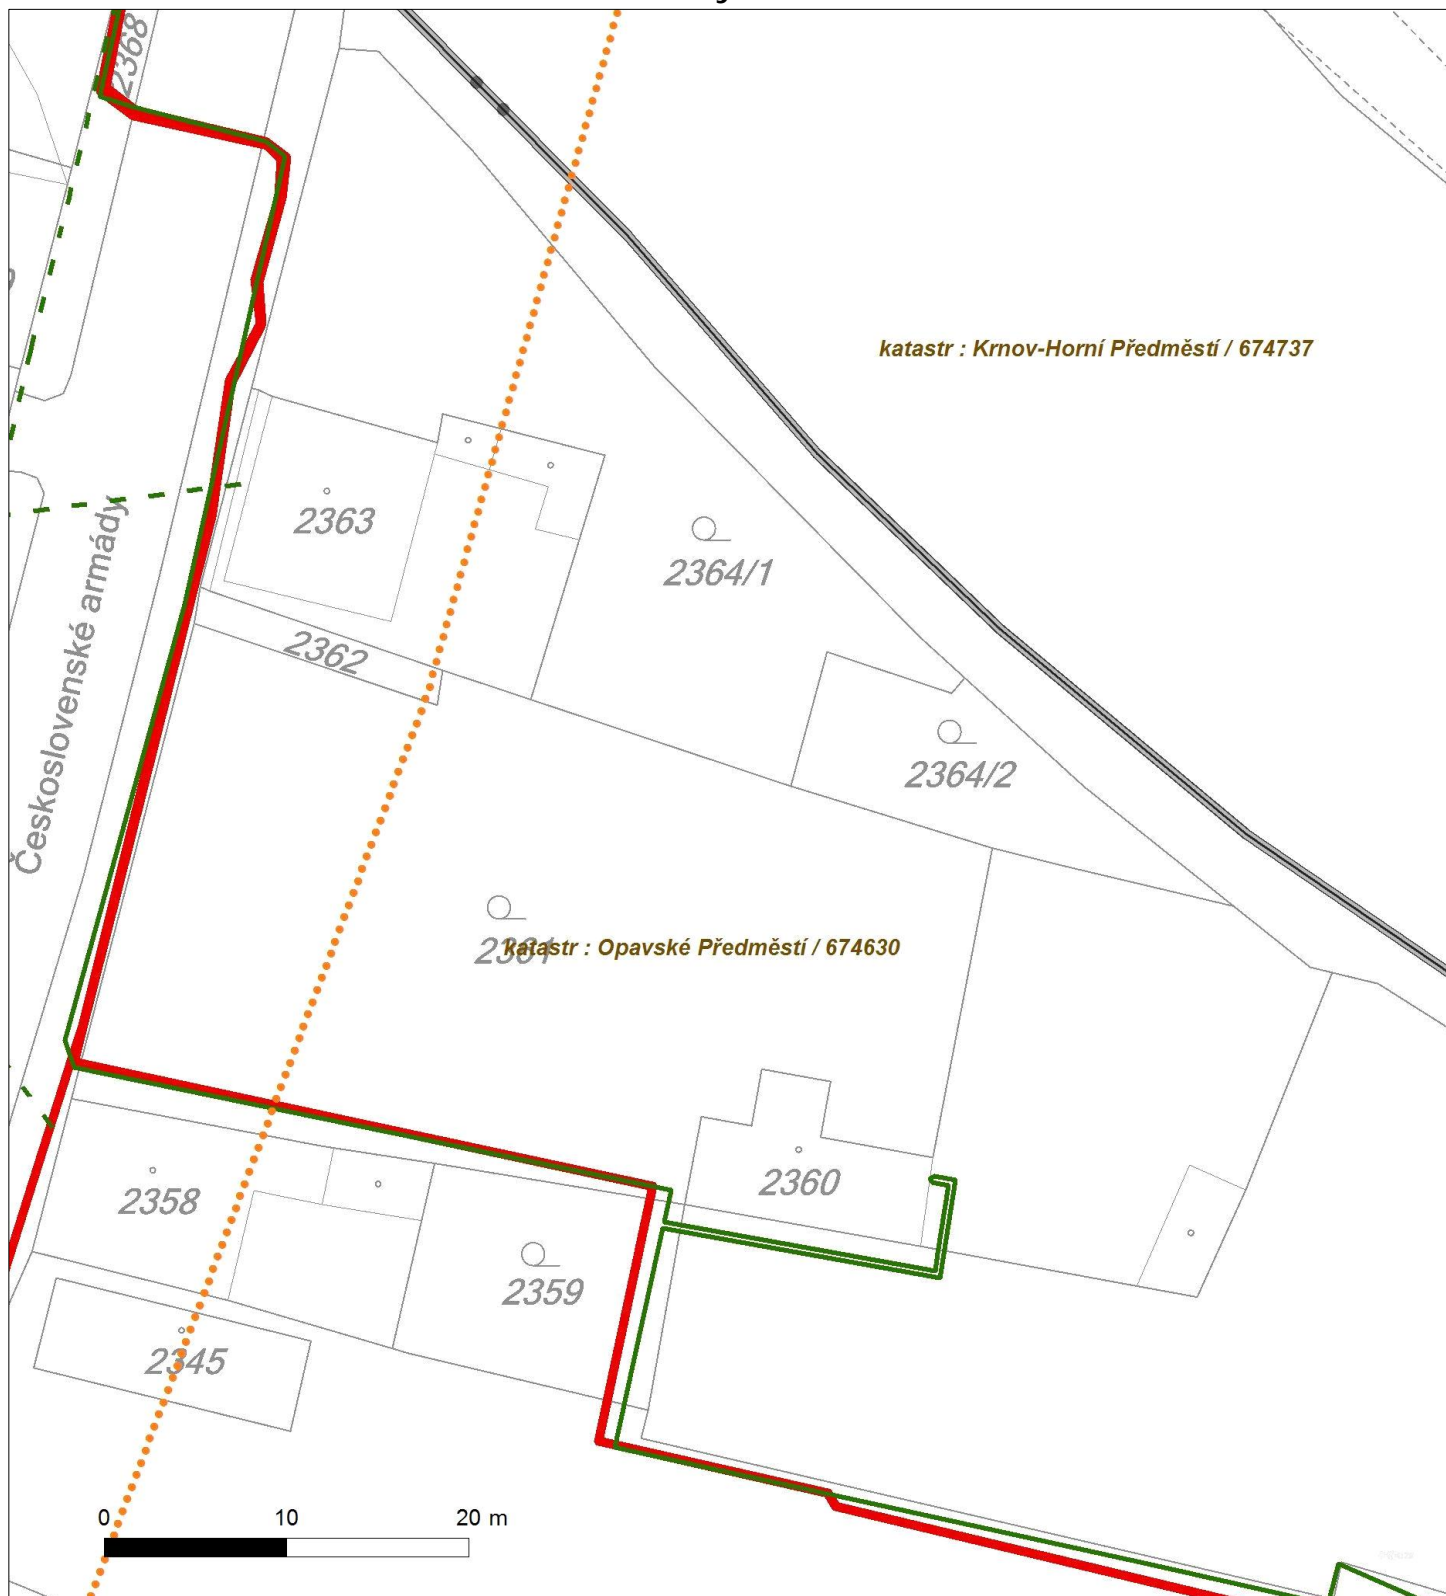 2368
katastr : Krnov-Horní Předměstí / 674737
2363
2364/1
Československé armády
2362
2364/2
2361
katastr : Opavské Předměstí / 674630
2360
2358
2359
2345
0 10 20 m